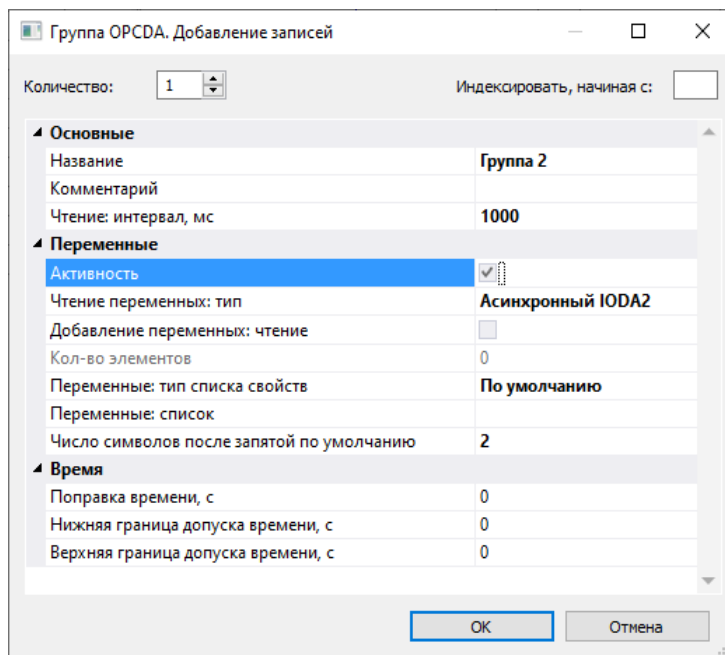 Группа OPCDA. Добавление записей
Количество: 1 Индексировать, начиная с:
Основные
Название Группа 2
Комментарий
Чтение: интервал, мс 1000
Переменные
Активность
Чтение переменных: тип Асинхронный IODA2
Добавление переменных: чтение
Кол-во элементов 0
Переменные: тип списка свойств По умолчанию
Переменные: список
Число символов после запятой по умолчанию 2
Время
Поправка времени, с 0
Нижняя граница допуска времени, с 0
Верхняя граница допуска времени, с 0
OK Отмена